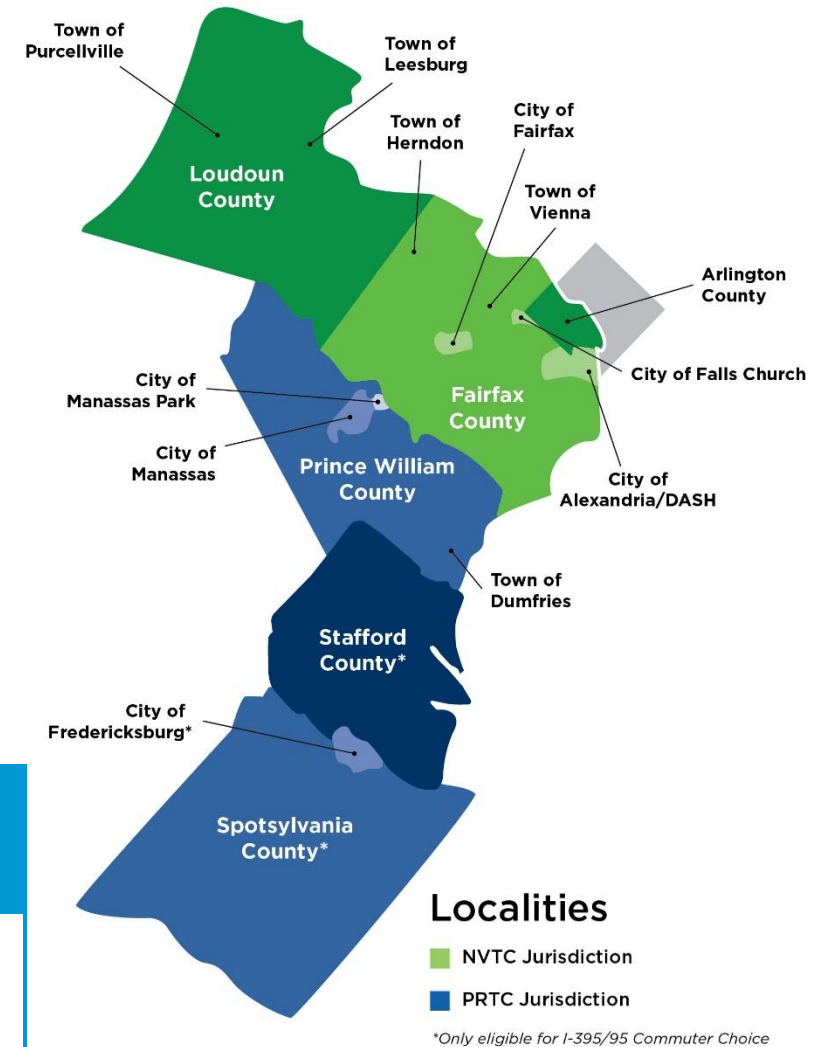 Town of
Purcellville
Town of
Leesburg
Town of
Herndon
City of
Fairfax
Town of
Vienna
Loudoun
County
Arlington
County
City of Falls Church
City of
Manassas Park
Fairfax
County
City of
Manassas
Prince William
County
City of
Alexandria/DASH
Town of
Dumfries
Stafford
County*
City of
Fredericksburg*
Spotsylvania
County*
Localities
NVTC Jurisdiction
PRTC Jurisdiction
*Only eligible for I-395/95 Commuter Choice